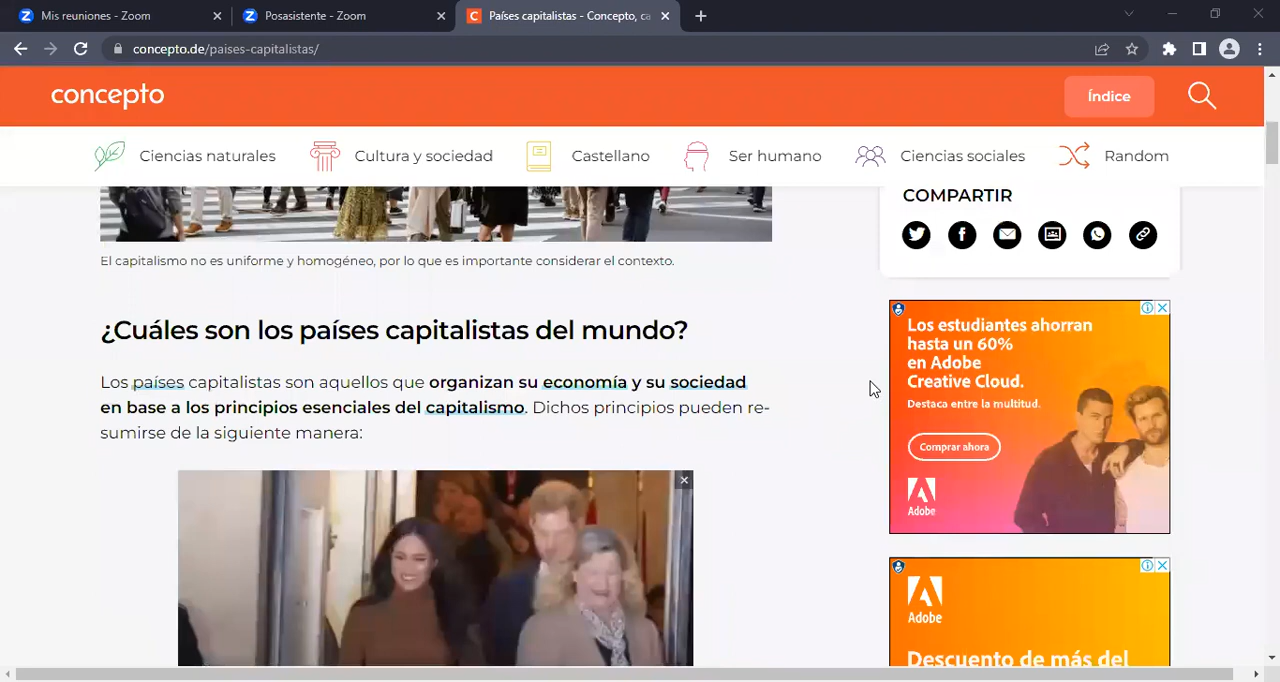 Mis reuniones - Zoom
Posasistente - Zoom
Países capitalistas - Concepto, ca
concepto.de/paises-capitalistas/
concepto
Índice
Ciencias naturales
Cultura y sociedad
Castellano
Ser humano
Ciencias sociales
Random
El capitalismo no es uniforme y homogéneo, por lo que es importante considerar el contexto.
¿Cuáles son los países capitalistas del mundo?
Los países capitalistas son aquellos que organizan su economía y su sociedad
en base a los principios esenciales del capitalismo. Dichos principios pueden re-
sumirse de la siguiente manera:
COMPARTIR
Los estudiantes ahorran
hasta un 60%
en Adobe
Creative Cloud.
Destaca entre la multitud.
Comprar ahora
Adobe
Adobe
Descuento de más del